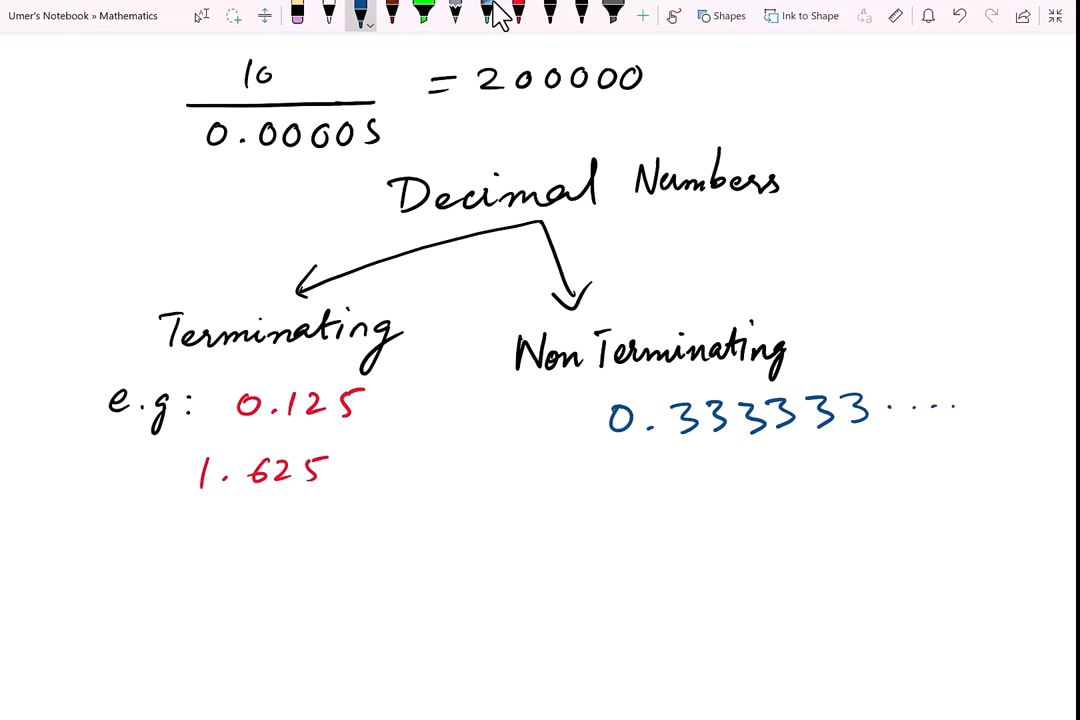 Umer's Notebook » Mathematics
Shapes
Ink to Shape
10
= 200000
0.00005
Decimal Numbers
Terminating
Non Terminating
e.g: 0.125
0.333333....
1.625